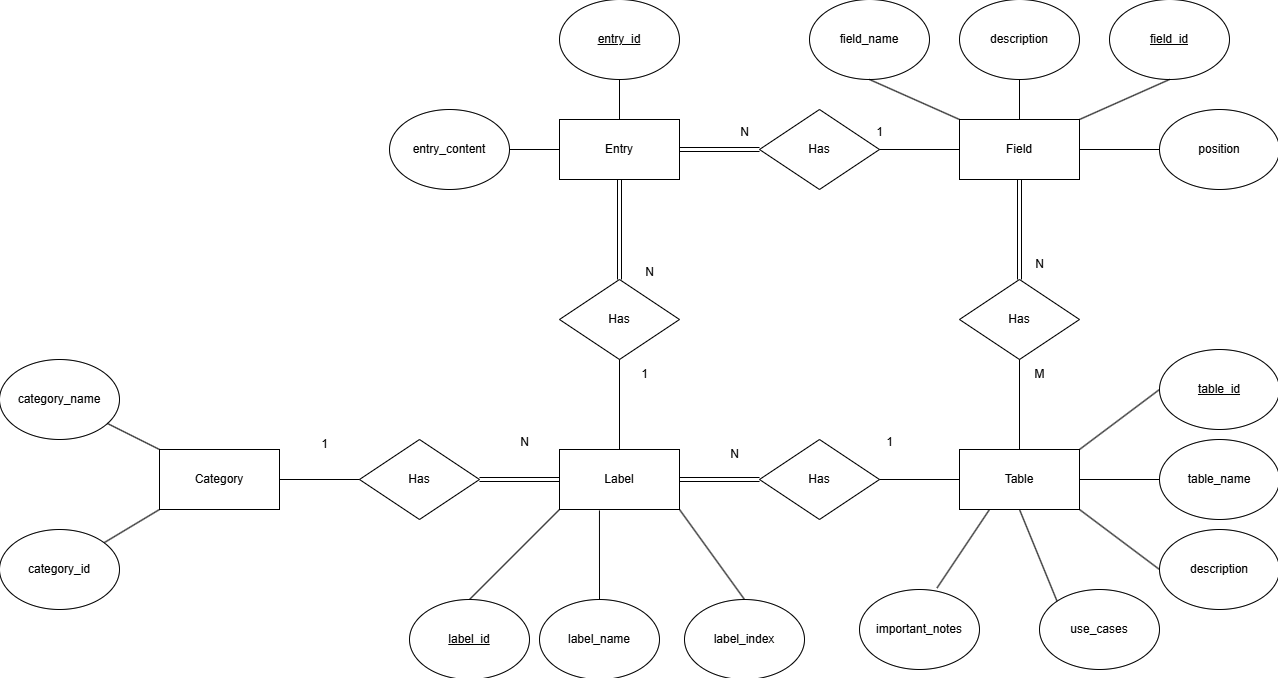 entry_id
field_name
description
field_id
N
1
entry_content
Entry
Has
Field
position
N
N
Has
Has
1
M
table_id
category_name
1
N
N
1
Category
Has
Label
Has
Table
table_name
category_id
description
label_id
label_name
label_index
important_notes
use_cases